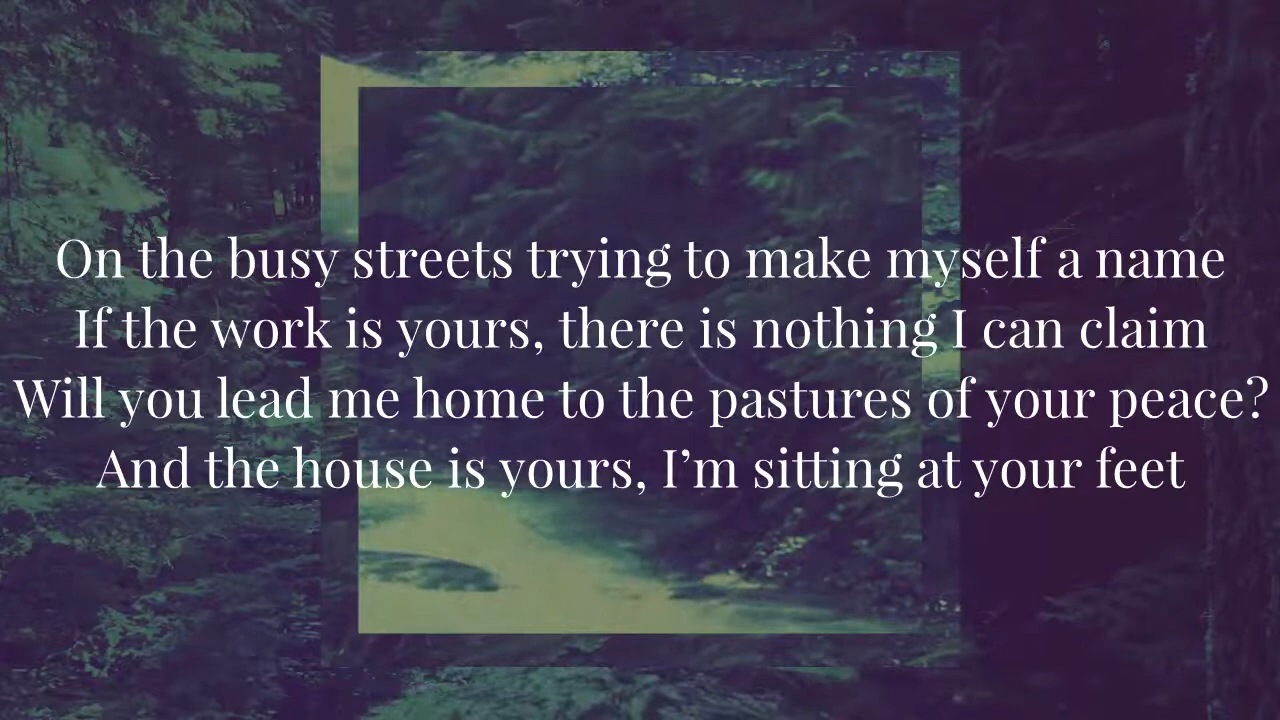 On the busy streets trying to make myself a name
If the work is yours, there is nothing I can claim
Will you lead me home to the pastures of your peace?
And the house is yours, I’m sitting at your feet